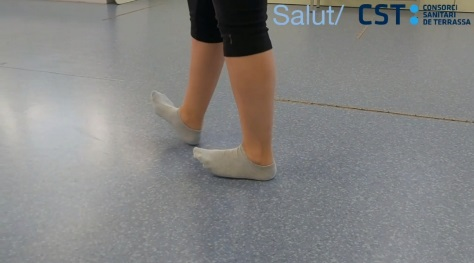 Salut/ CST: CONSORCI
SANITARI
DE TERRASSA